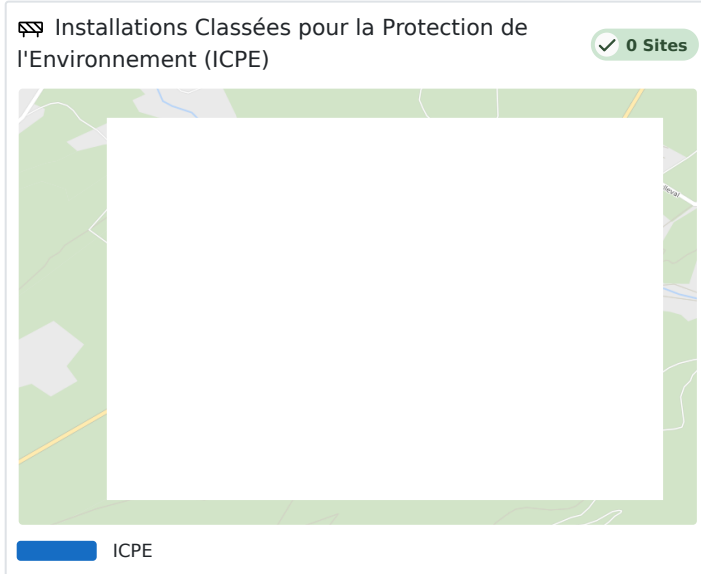 Installations Classées pour la Protection de
l'Environnement (ICPE)
0 Sites
ICPE